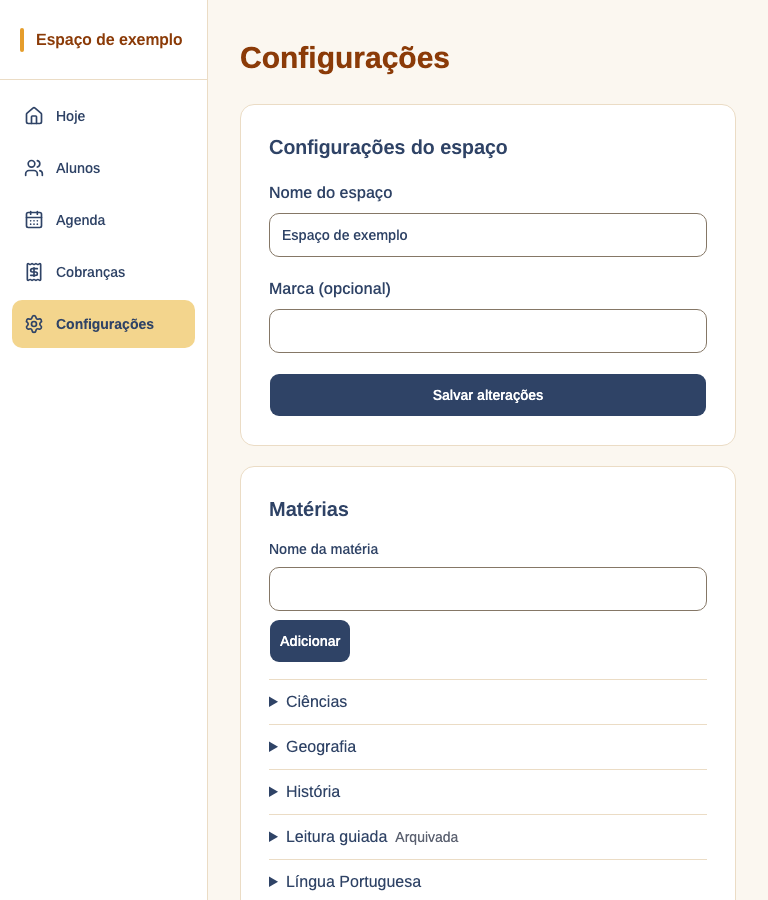 Espaço de exemplo
Hoje
Alunos
Agenda
Cobranças
Configurações
Configurações
Configurações do espaço
Nome do espaço
Espaço de exemplo
Marca (opcional)
Salvar alterações
Matérias
Nome da matéria
Adicionar
Ciências
Geografia
História
Leitura guiada Arquivada
Língua Portuguesa